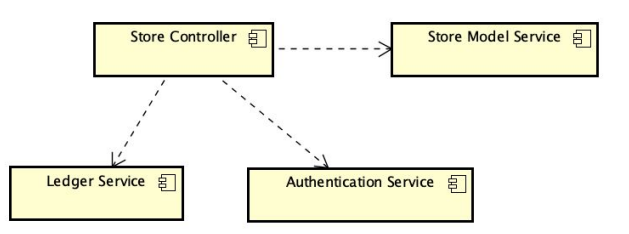 Store Controller
Store Model Service
Ledger Service
Authentication Service